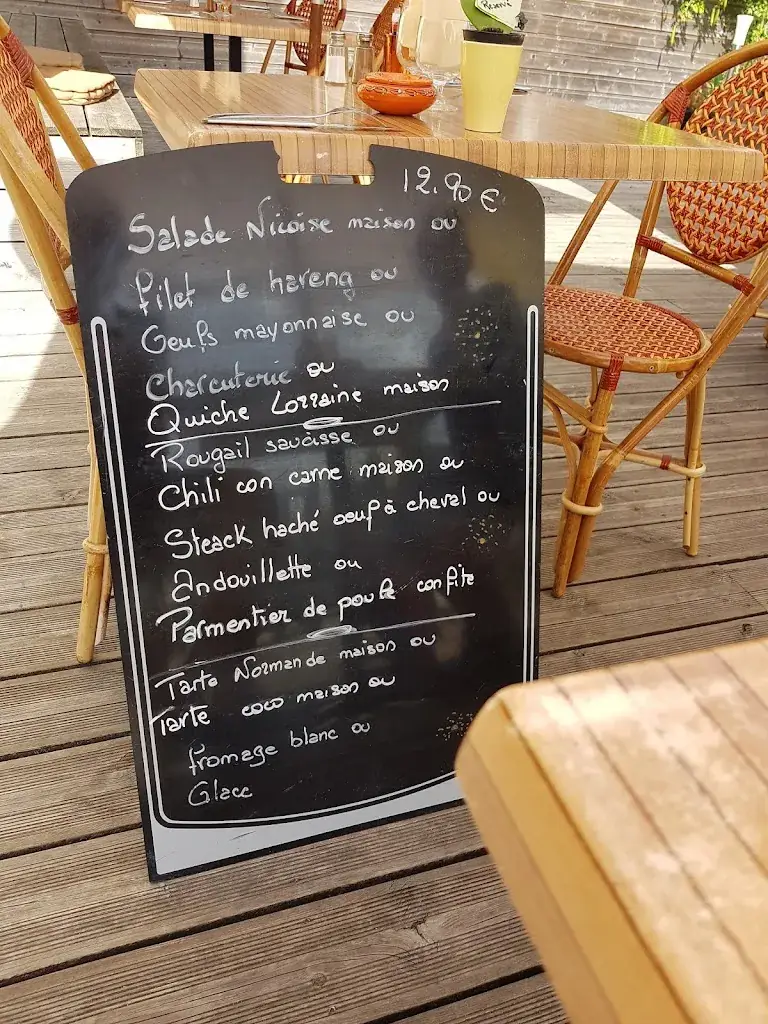 Reservé
12.90 €
Salade Niçoise maison ou
filet de hareng ou
Oeufs mayonnaise ou
Charcuterie ou
Quiche Lorraine maison
Rougail saucisse ou
Chili con carne maison ou
Steack haché oeuf à cheval ou
Andouillette ou
Parmentier de poule confite
Tarte Normande maison ou
Tarte coco maison ou
fromage blanc ou
Glace